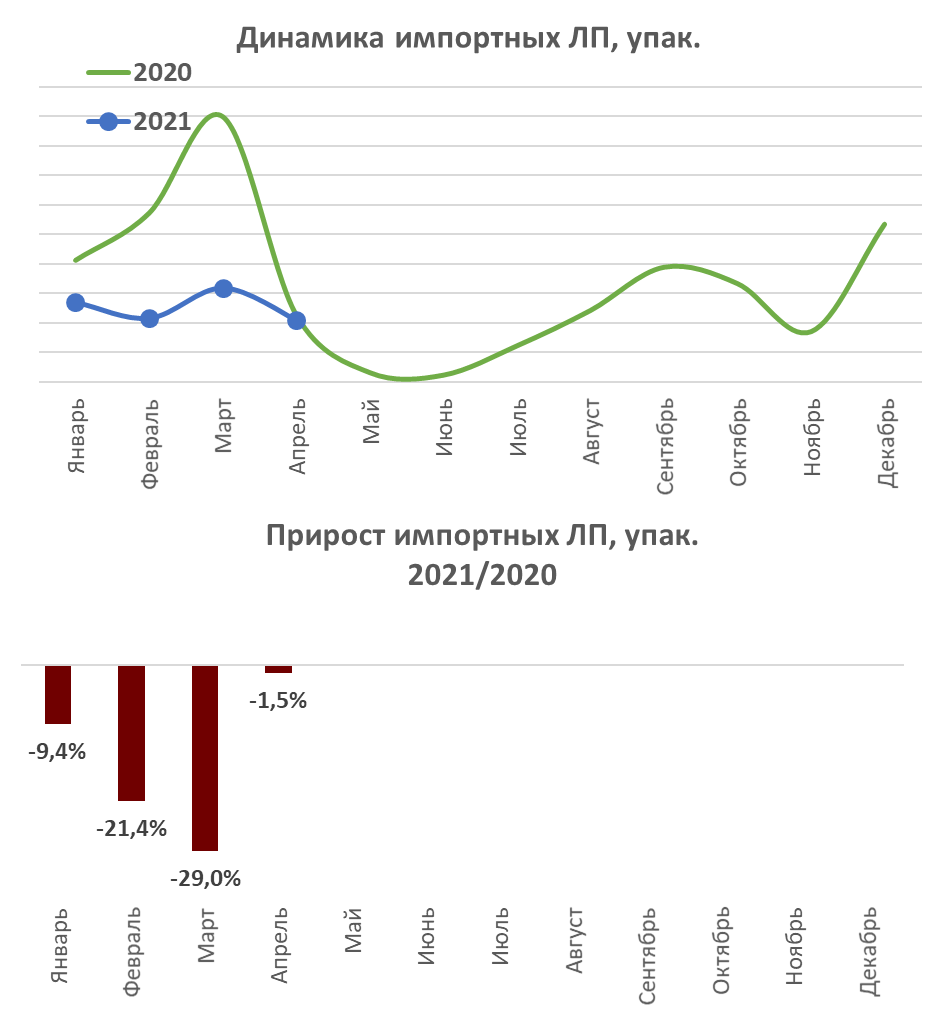 Динамика импортных ЛП, упак.
2020
2021
Январь
Февраль
Март
Апрель
Май
Июнь
Июль
Август
Сентябрь
Октябрь
Ноябрь
Декабрь
Прирост импортных ЛП, упак.
2021/2020
-9,4%
-21,4%
-29,0%
-1,5%
Январь
Февраль
Март
Апрель
Май
Июнь
Июль
Август
Сентябрь
Октябрь
Ноябрь
Декабрь